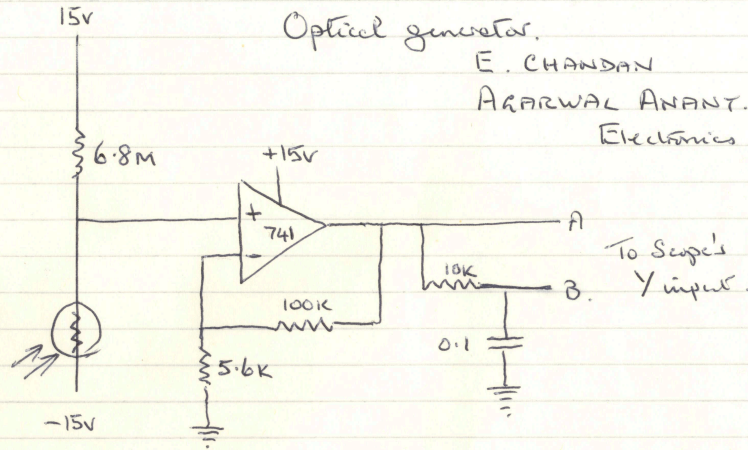 15v
Optical generator.
E. CHANDAN
AGARWAL ANANT.
Electronics
6.8M
+15v
+
741
-
A
To Scope's
Y input.
10K
B.
100K
0.1
5.6K
-15v